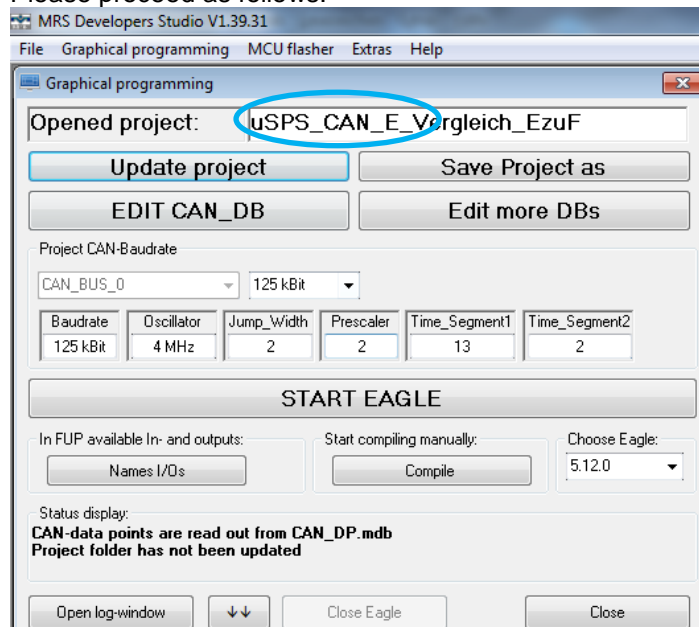 Please proceed as follows:
MRS Developers Studio V1.39.31
File Graphical programming MCU flasher Extras Help
Graphical programming
Opened project: uSPS_CAN_E_Vergleich_EzuF
Update project Save Project as
EDIT CAN_DB Edit more DBs
Project CAN-Baudrate
CAN_BUS_0 125 kBit
Baudrate Oscillator Jump_Width Prescaler Time_Segment1 Time_Segment2
125 kBit 4 MHz 2 2 13 2
START EAGLE
In FUP available In- and outputs: Start compiling manually: Choose Eagle:
Names I/Os Compile 5.12.0
Status display:
CAN-data points are read out from CAN_DP.mdb
Project folder has not been updated
Open log-window ↓↓ Close Eagle Close